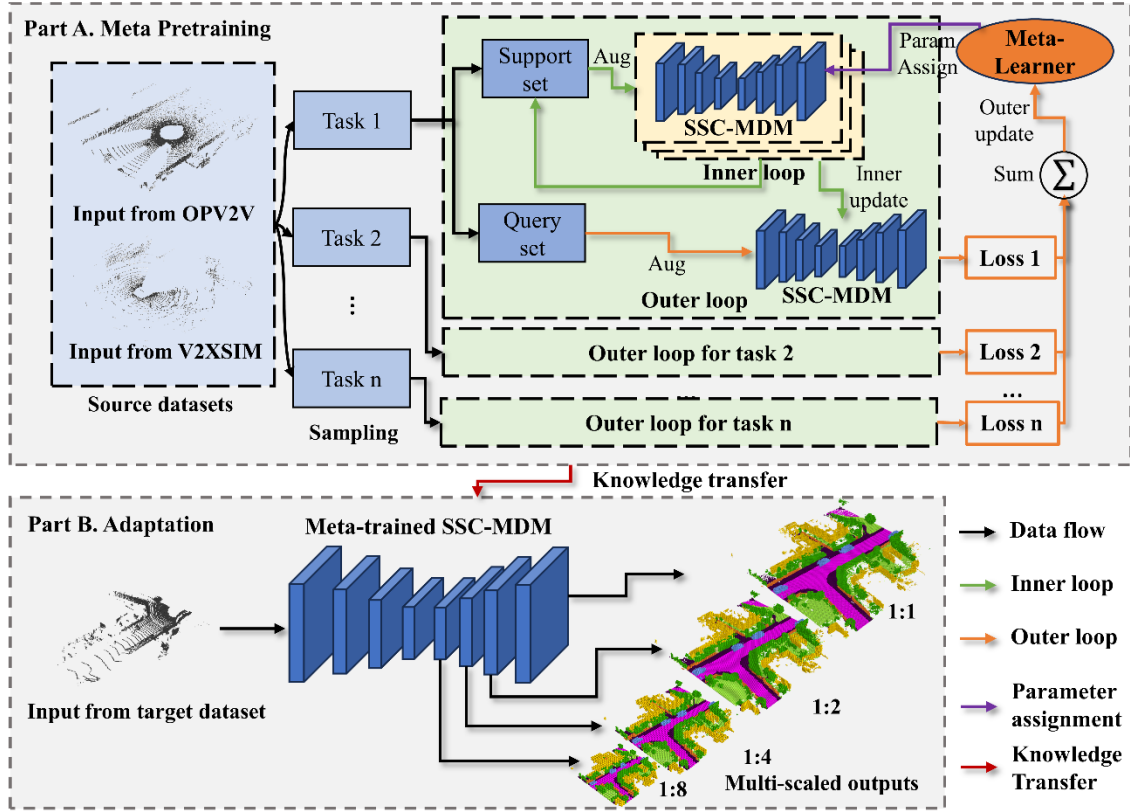 Part A. Meta Pretraining
Input from OPV2V
Input from V2XSIM
Source datasets
Task 1
Task 2
...
Task n
Sampling
Support
set
Aug
SSC-MDM
Inner loop
Param
Assign
Meta-
Learner
Outer
update
Sum
Σ
Inner
update
Query
set
Aug
SSC-MDM
Outer loop
Loss 1
Outer loop for task 2
Loss 2
...
...
Outer loop for task n
Loss n
Knowledge transfer
Part B. Adaptation
Meta-trained SSC-MDM
Input from target dataset
1:1
1:2
1:4
1:8
Multi-scaled outputs
Data flow
Inner loop
Outer loop
Parameter
assignment
Knowledge
Transfer